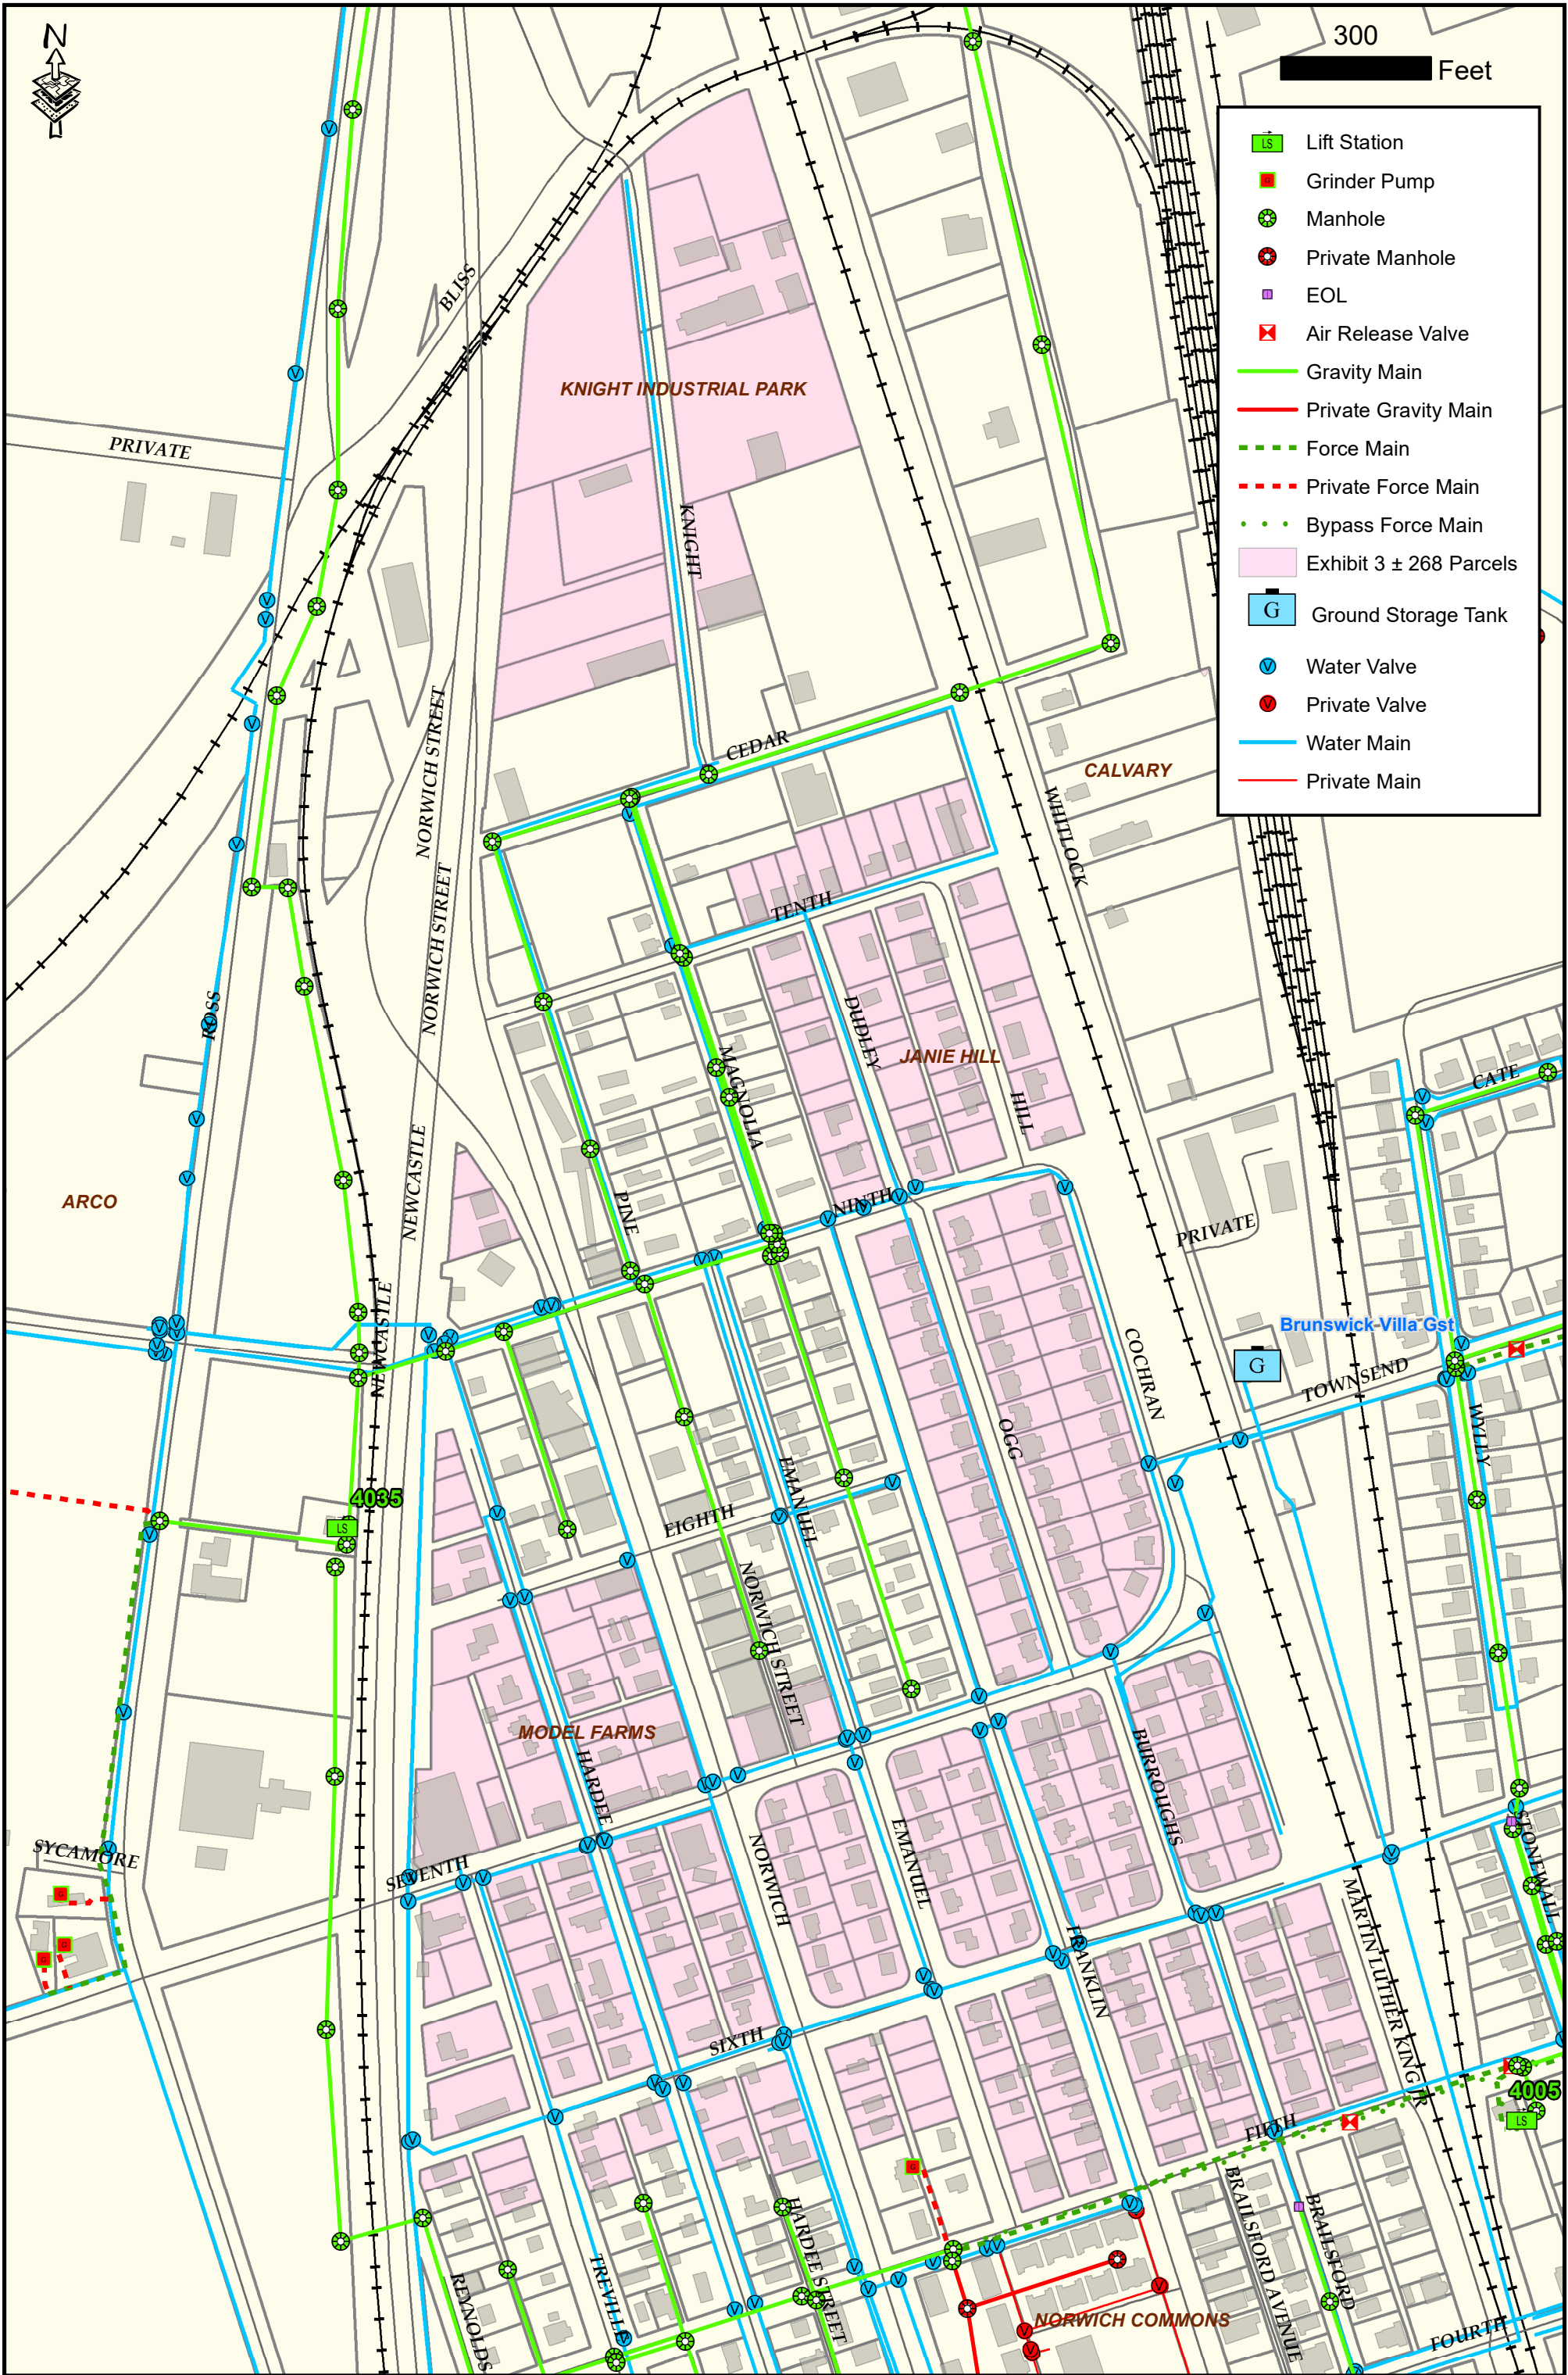 N
300
Feet
LS Lift Station
G Grinder Pump
Manhole
Private Manhole
EOL
Air Release Valve
Gravity Main
Private Gravity Main
Force Main
Private Force Main
Bypass Force Main
Exhibit 3 ± 268 Parcels
G Ground Storage Tank
V Water Valve
V Private Valve
Water Main
Private Main
BLISS
KNIGHT INDUSTRIAL PARK
PRIVATE
KNIGHT
NORWICH STREET
CEDAR
CALVARY
WHITLOCK
NORWICH STREET
TENTH
ROSS
DUDLEY
JANIE HILL
MAGNOLIA
HILL
CATE
NEWCASTLE
ARCO
PINE
NINTH
PRIVATE
NEWCASTLE
Brunswick Villa Gst
G
COCHRAN
TOWNSEND
WYLLY
OGG
4035
LS
EMANUEL
EIGHTH
NORWICH STREET
MODEL FARMS
HARDEE
BURROUGHS
SYCAMORE
SEVENTH
NORWICH
EMANUEL
STONEWALL
MARTIN LUTHER KING JR
FRANKLIN
SIXTH
4005
LS
FIFTH
HARDEE STREET
BRAILSFORD AVENUE
BRAILSFORD
REYNOLDS
TREVILLE
NORWICH COMMONS
FOURTH